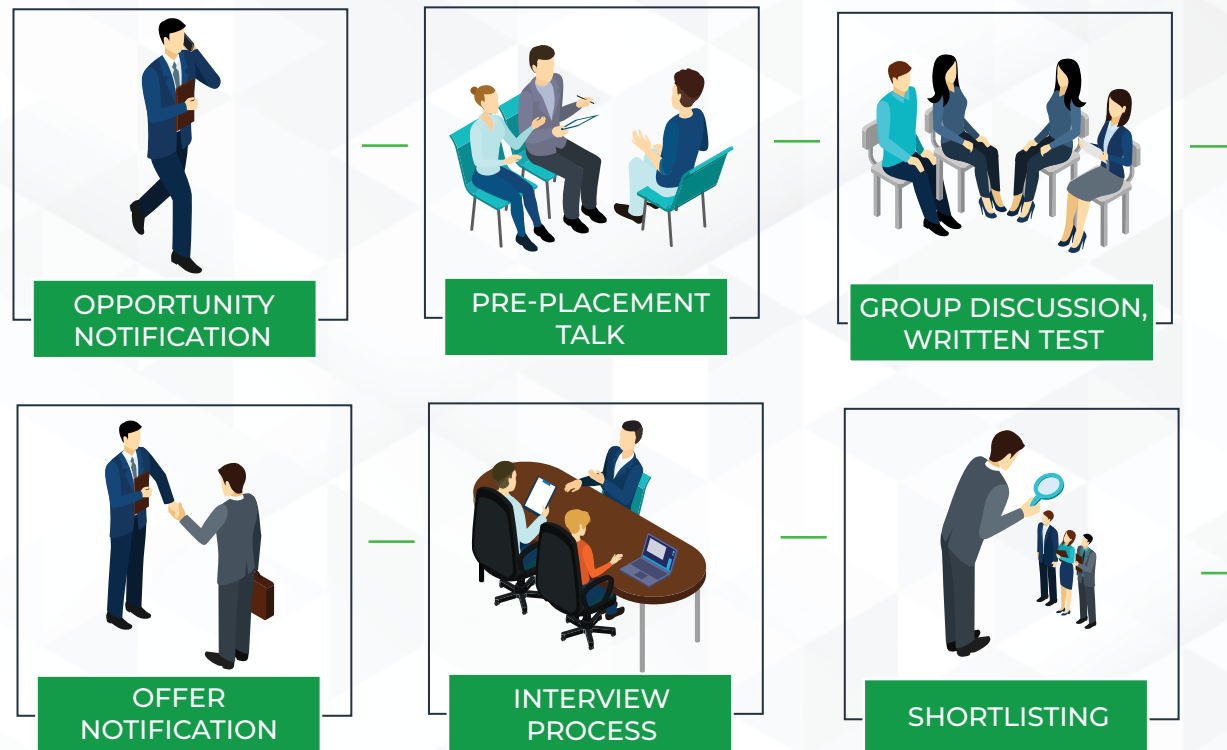 OPPORTUNITY
NOTIFICATION
PRE-PLACEMENT
TALK
GROUP DISCUSSION,
WRITTEN TEST
OFFER
NOTIFICATION
INTERVIEW
PROCESS
SHORTLISTING